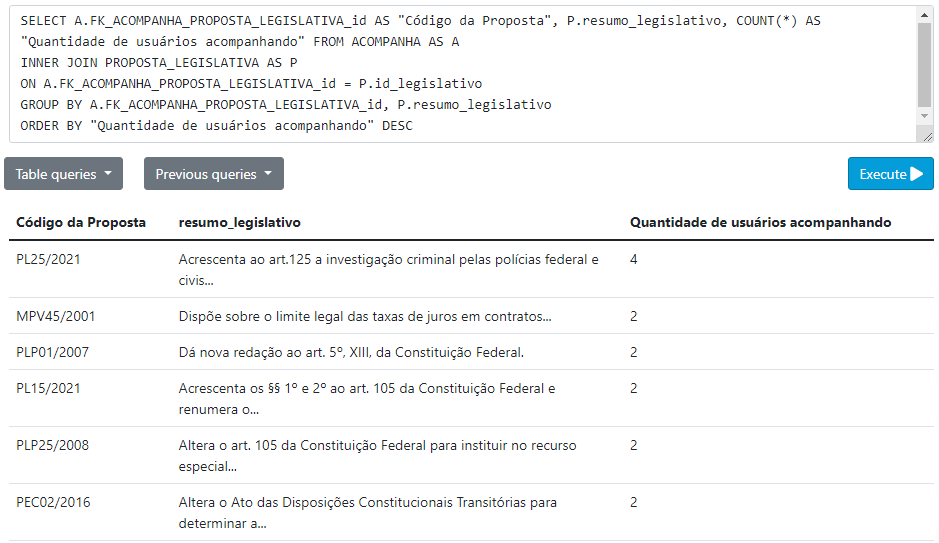 SELECT A.FK_ACOMPANHA_PROPOSTA_LEGISLATIVA_id AS "Código da Proposta", P.resumo_legislativo, COUNT(*) AS
"Quantidade de usuários acompanhando" FROM ACOMPANHA AS A
INNER JOIN PROPOSTA_LEGISLATIVA AS P
ON A.FK_ACOMPANHA_PROPOSTA_LEGISLATIVA_id = P.id_legislativo
GROUP BY A.FK_ACOMPANHA_PROPOSTA_LEGISLATIVA_id, P.resumo_legislativo
ORDER BY "Quantidade de usuários acompanhando" DESC
Table queries Previous queries Execute
Código da Proposta resumo_legislativo Quantidade de usuários acompanhando
PL25/2021 Acrescenta ao art.125 a investigação criminal pelas polícias federal e 4
civis...
MPV45/2001 Dispõe sobre o limite legal das taxas de juros em contratos... 2
PLP01/2007 Dá nova redação ao art. 5º, XIII, da Constituição Federal. 2
PL15/2021 Acrescenta os §§ 1º e 2º ao art. 105 da Constituição Federal e 2
renumera o...
PLP25/2008 Altera o art. 105 da Constituição Federal para instituir no recurso 2
especial...
PEC02/2016 Altera o Ato das Disposições Constitucionais Transitórias para 2
determinar a...